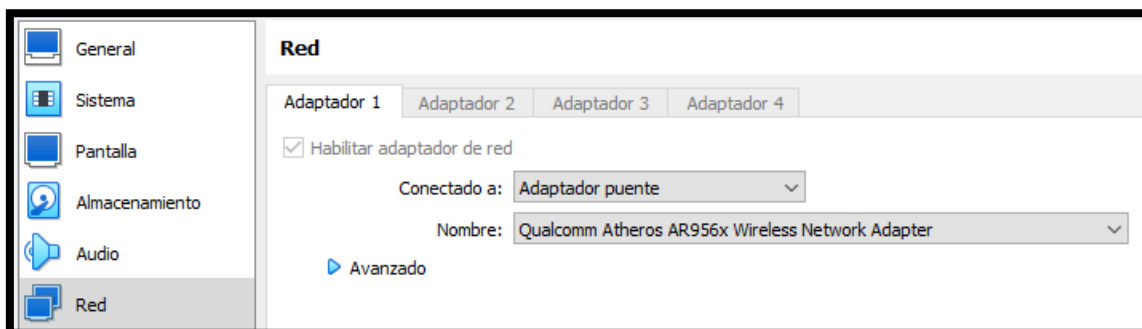 General
Sistema
Pantalla
Almacenamiento
Audio
Red
Red
Adaptador 1 Adaptador 2 Adaptador 3 Adaptador 4
Habilitar adaptador de red
Conectado a: Adaptador puente
Nombre: Qualcomm Atheros AR956x Wireless Network Adapter
Avanzado